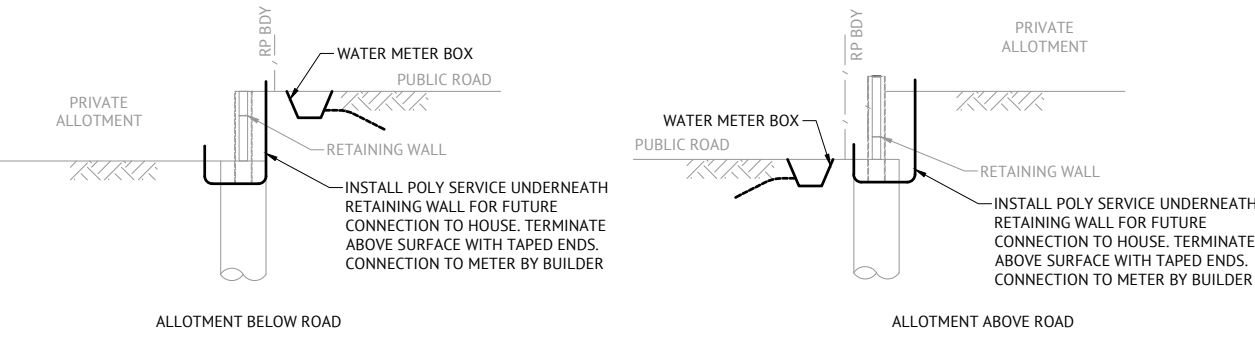 RP BDY
WATER METER BOX
PUBLIC ROAD
PRIVATE
ALLOTMENT
RETAINING WALL
INSTALL POLY SERVICE UNDERNEATH
RETAINING WALL FOR FUTURE
CONNECTION TO HOUSE. TERMINATE
ABOVE SURFACE WITH TAPED ENDS.
CONNECTION TO METER BY BUILDER
ALLOTMENT BELOW ROAD
RP BDY
PRIVATE
ALLOTMENT
WATER METER BOX
PUBLIC ROAD
RETAINING WALL
INSTALL POLY SERVICE UNDERNEATH
RETAINING WALL FOR FUTURE
CONNECTION TO HOUSE. TERMINATE
ABOVE SURFACE WITH TAPED ENDS.
CONNECTION TO METER BY BUILDER
ALLOTMENT ABOVE ROAD